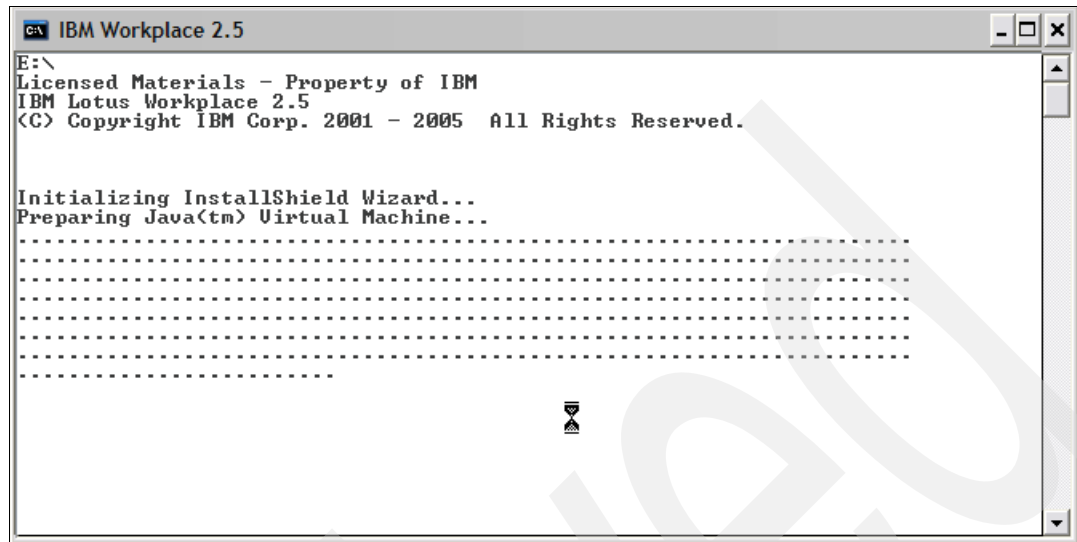 IBM Workplace 2.5
E:\
Licensed Materials - Property of IBM
IBM Lotus Workplace 2.5
(C) Copyright IBM Corp. 2001 - 2005  All Rights Reserved.
Initializing InstallShield Wizard...
Preparing Java(tm) Virtual Machine...
......................................................................
......................................................................
......................................................................
......................................................................
......................................................................
......................................................................
......................................................................
.........................